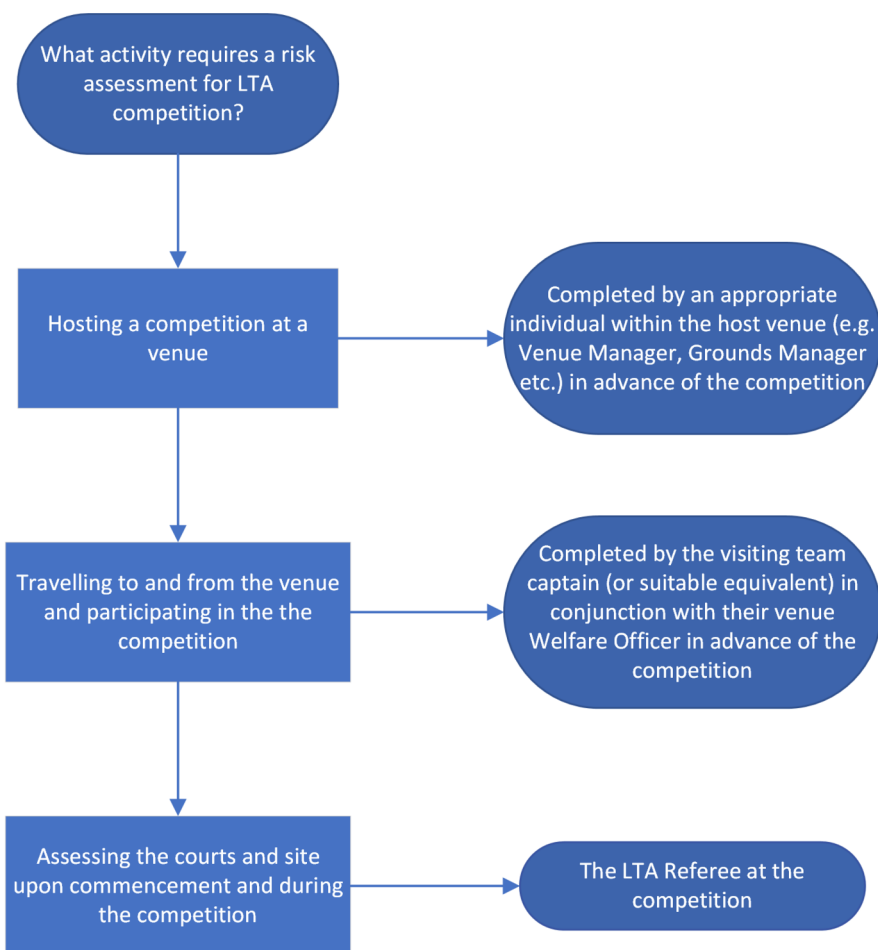 What activity requires a risk
assessment for LTA
competition?
Hosting a competition at a
venue
Completed by an appropriate
individual within the host venue (e.g.
Venue Manager, Grounds Manager
etc.) in advance of the competition
Travelling to and from the venue
and participating in the the
competition
Completed by the visiting team
captain (or suitable equivalent) in
conjunction with their venue
Welfare Officer in advance of the
competition
Assessing the courts and site
upon commencement and during
the competition
The LTA Referee at the
competition